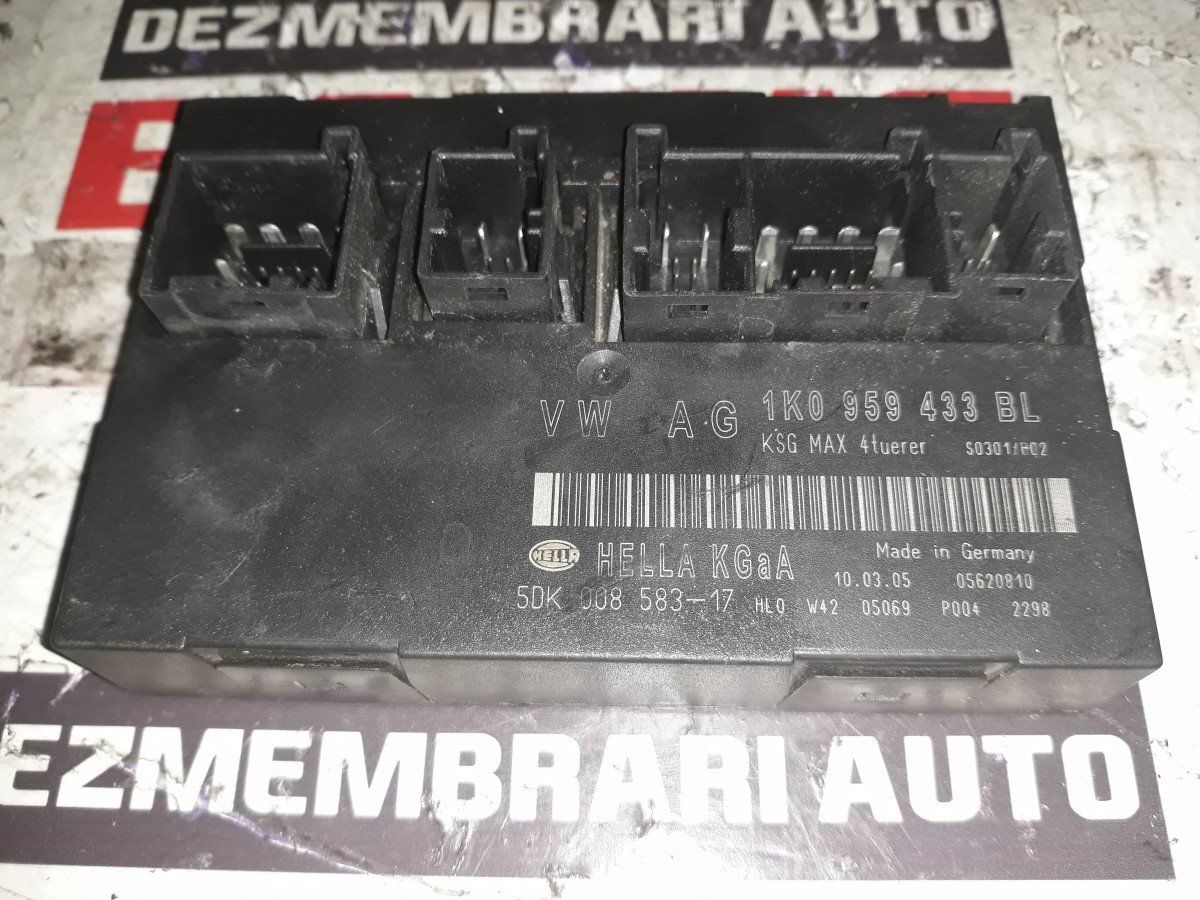 DEZMEMBRARI AUTO
VW AG 1K0 959 433 BL
KSG MAX 4tuerer S0301/H02
HELLA HELLA KGaA Made in Germany
10.03.05 05620810
5DK 008 583-17 HLO W42 05069 P004 2298
EZMEMBRARI AUTO